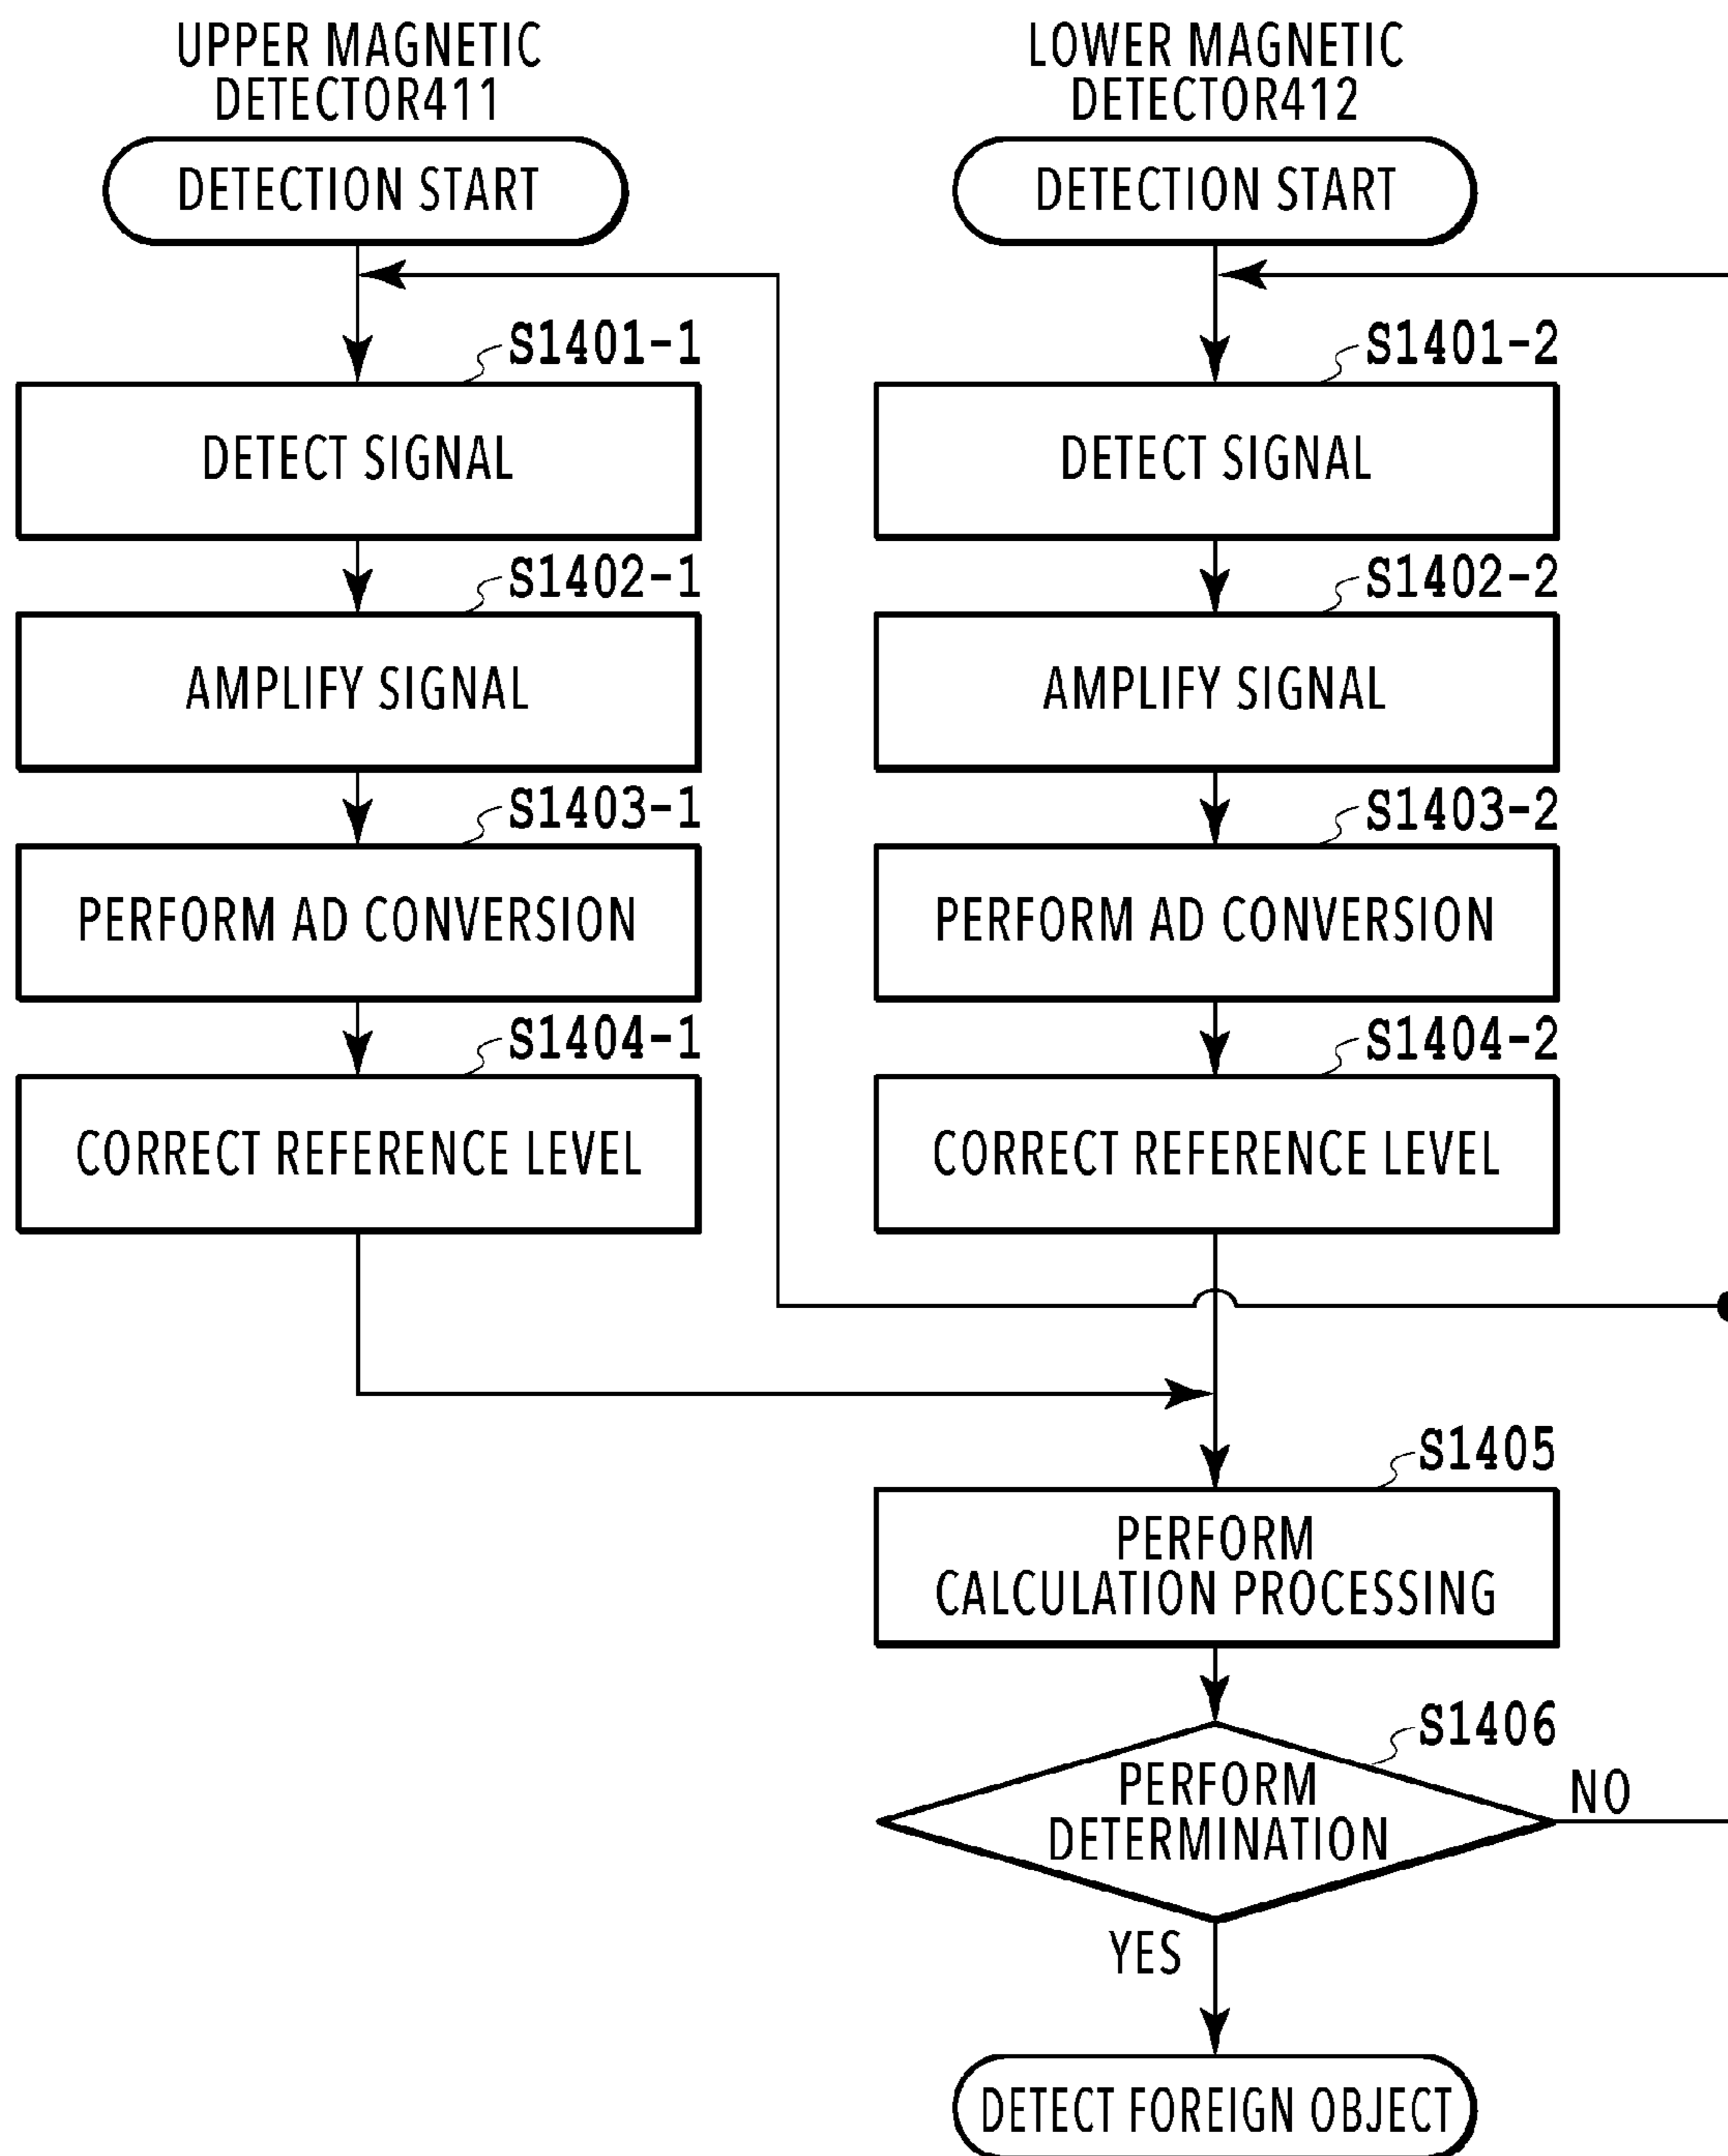 UPPER MAGNETIC
DETECTOR411
DETECTION START
S1401-1
DETECT SIGNAL
S1402-1
AMPLIFY SIGNAL
S1403-1
PERFORM AD CONVERSION
S1404-1
CORRECT REFERENCE LEVEL
LOWER MAGNETIC
DETECTOR412
DETECTION START
S1401-2
DETECT SIGNAL
S1402-2
AMPLIFY SIGNAL
S1403-2
PERFORM AD CONVERSION
S1404-2
CORRECT REFERENCE LEVEL
S1405
PERFORM
CALCULATION PROCESSING
S1406
PERFORM
DETERMINATION
NO
YES
DETECT FOREIGN OBJECT